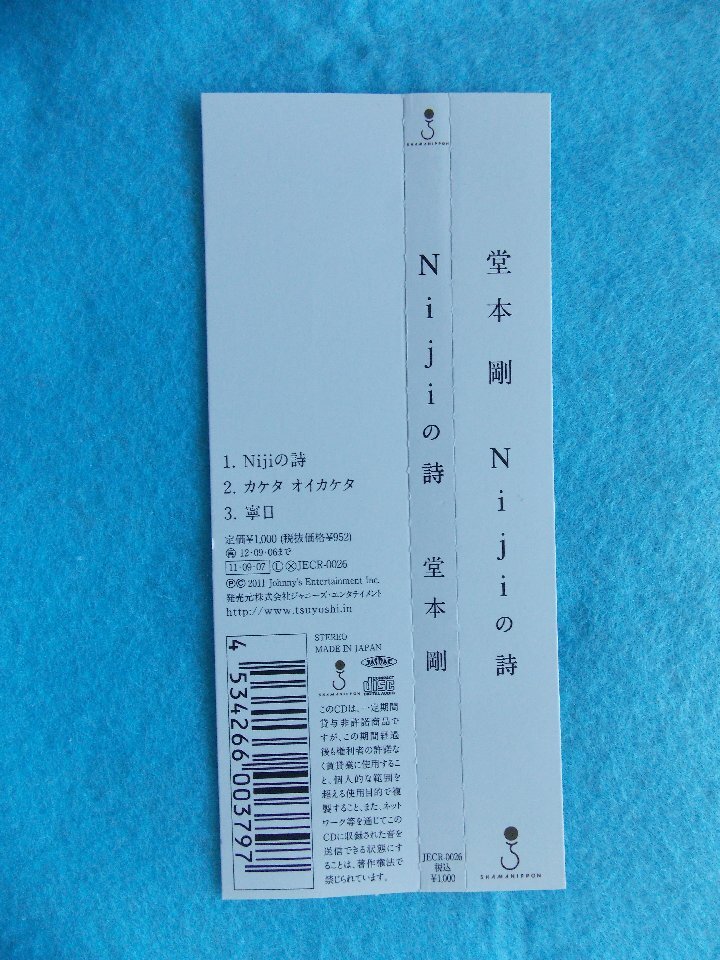 堂本 剛 Nijiの詩
SHAMANIPPON
SHAMANIPPON
Nijiの詩 堂本 剛
JECR-0026
税込
¥1,000
1. Nijiの詩
2. カケタ オイカケタ
3. 寧日
定価¥1,000 (税抜価格¥952)
再 12·09·06まで
11·09·07 Ⓛ Ⓧ JECR-0026
ⓅⒸ 2011 Johnny's Entertainment Inc.
発売元:株式会社ジャニーズ・エンタテイメント
http://www.tsuyoshi.in
STEREO
MADE IN JAPAN
SHAMANIPPON
JASRAC
COMPACT
disc
DIGITAL AUDIO
このCDは、一定期間
貸与非許諾商品で
すが、この期間経過
後も権利者の許諾な
く賃貸業に使用するこ
と、個人的な範囲を
超える使用目的で複
製すること、また、ネット
ワーク等を通じてこの
CDに収録された音を
送信できる状態にす
ることは、著作権法で
禁じられています。
4 534266 003797